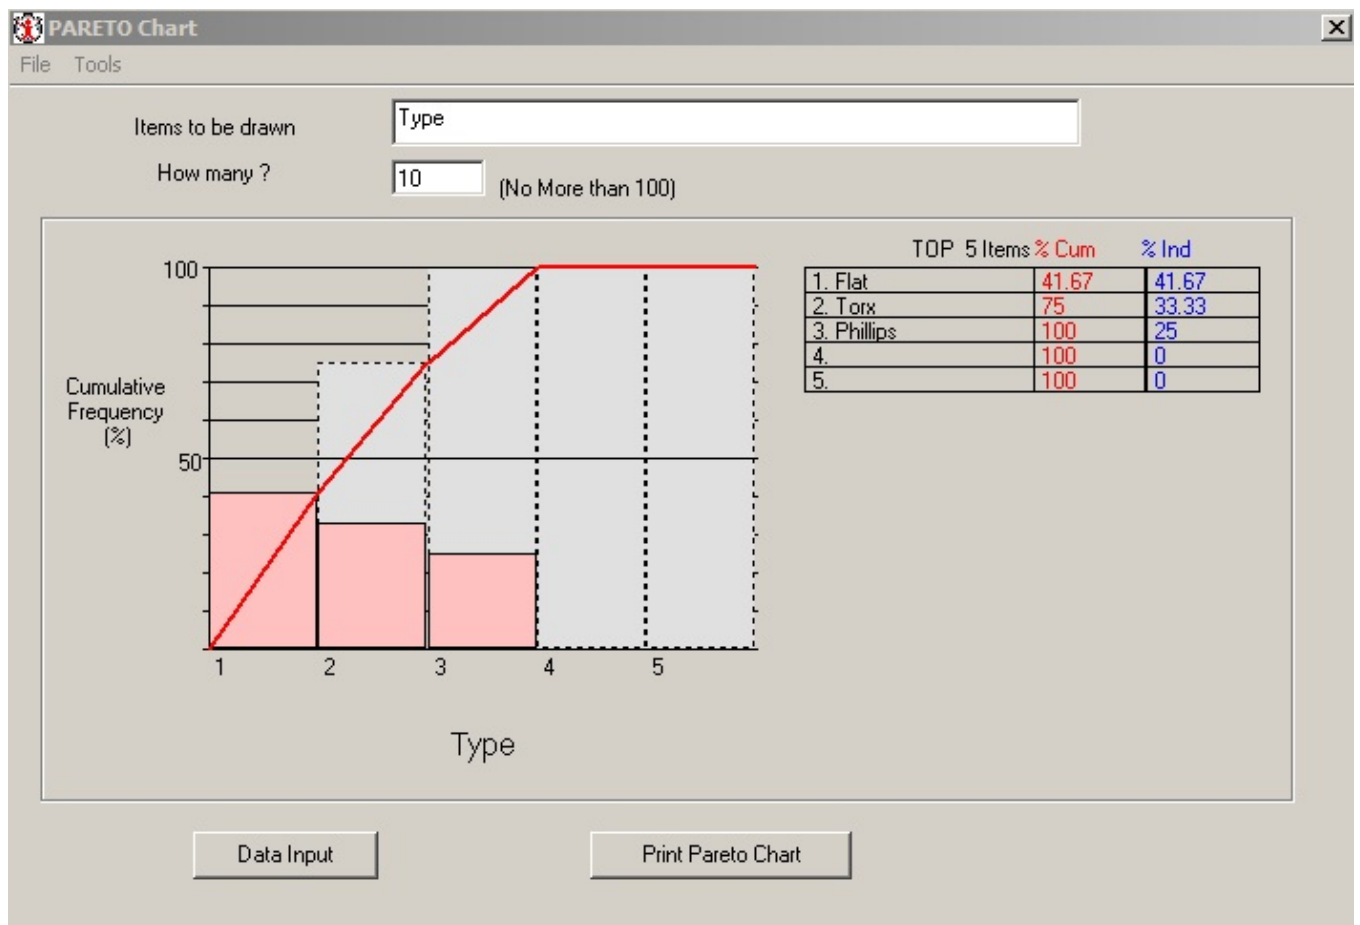 PARETO Chart
File Tools
Items to be drawn Type
How many ? 10 (No More than 100)
TOP 5 Items % Cum % Ind
1. Flat 41.67 41.67
2. Torx 75 33.33
3. Phillips 100 25
4. 100 0
5. 100 0
100
Cumulative
Frequency
(%)
50
1 2 3 4 5
Type
Data Input Print Pareto Chart